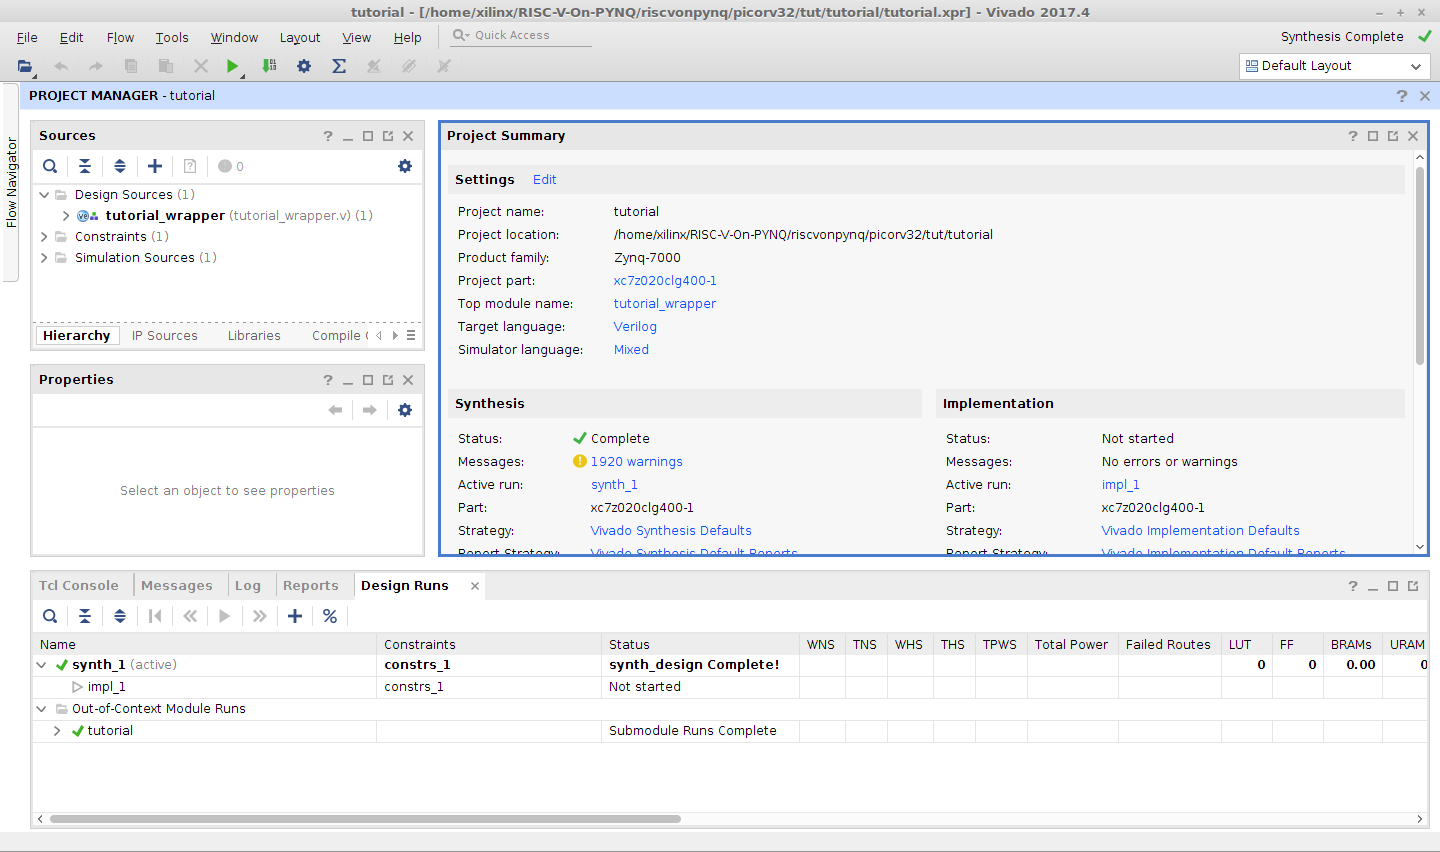 tutorial - [/home/xilinx/RISC-V-On-PYNQ/riscvonpynq/picorv32/tut/tutorial/tutorial.xpr] - Vivado 2017.4
File Edit Flow Tools Window Layout View Help Quick Access Synthesis Complete
Default Layout
PROJECT MANAGER - tutorial
Flow Navigator
Sources
0
Design Sources (1)
tutorial_wrapper (tutorial_wrapper.v) (1)
Constraints (1)
Simulation Sources (1)
Hierarchy IP Sources Libraries Compile
Properties
Select an object to see properties
Project Summary
Settings Edit
Project name: tutorial
Project location: /home/xilinx/RISC-V-On-PYNQ/riscvonpynq/picorv32/tut/tutorial
Product family: Zynq-7000
Project part: xc7z020clg400-1
Top module name: tutorial_wrapper
Target language: Verilog
Simulator language: Mixed
Synthesis
Status: Complete
Messages: 1920 warnings
Active run: synth_1
Part: xc7z020clg400-1
Strategy: Vivado Synthesis Defaults
Report Strategy: Vivado Synthesis Default Reports
Implementation
Status: Not started
Messages: No errors or warnings
Active run: impl_1
Part: xc7z020clg400-1
Strategy: Vivado Implementation Defaults
Report Strategy: Vivado Implementation Default Reports
Tcl Console Messages Log Reports Design Runs
Name Constraints Status WNS TNS WHS THS TPWS Total Power Failed Routes LUT FF BRAMs URAM
synth_1 (active) constrs_1 synth_design Complete! 0 0 0.00 0
impl_1 constrs_1 Not started
Out-of-Context Module Runs
tutorial Submodule Runs Complete